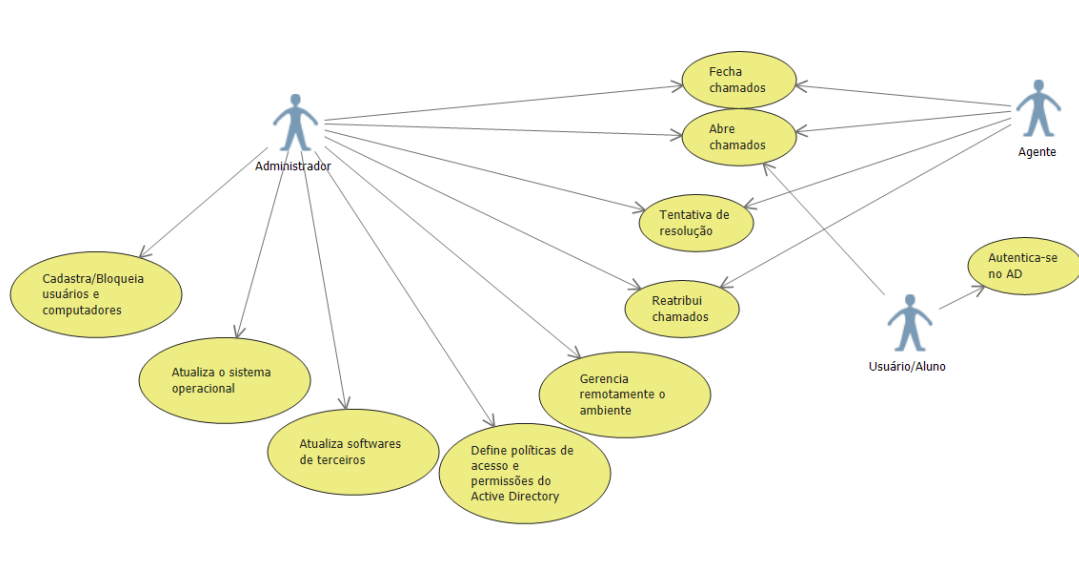 Fecha
chamados
Abre
chamados
Administrador
Agente
Tentativa de
resolução
Autentica-se
no AD
Cadastra/Bloqueia
usuários e
computadores
Reatribui
chamados
Usuário/Aluno
Atualiza o sistema
operacional
Gerencia
remotamente o
ambiente
Atualiza softwares
de terceiros
Define políticas de
acesso e
permissões do
Active Directory